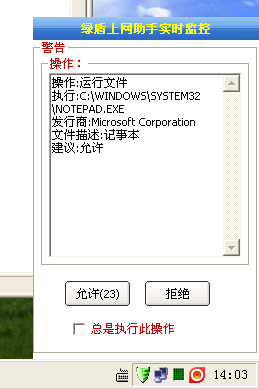 绿盾上网助手实时监控
警告
操作：
操作:运行文件
执行:C:\WINDOWS\SYSTEM32
\NOTEPAD.EXE
发行商:Microsoft Corporation
文件描述:记事本
建议:允许
允许(23)
拒绝
总是执行此操作
14:03